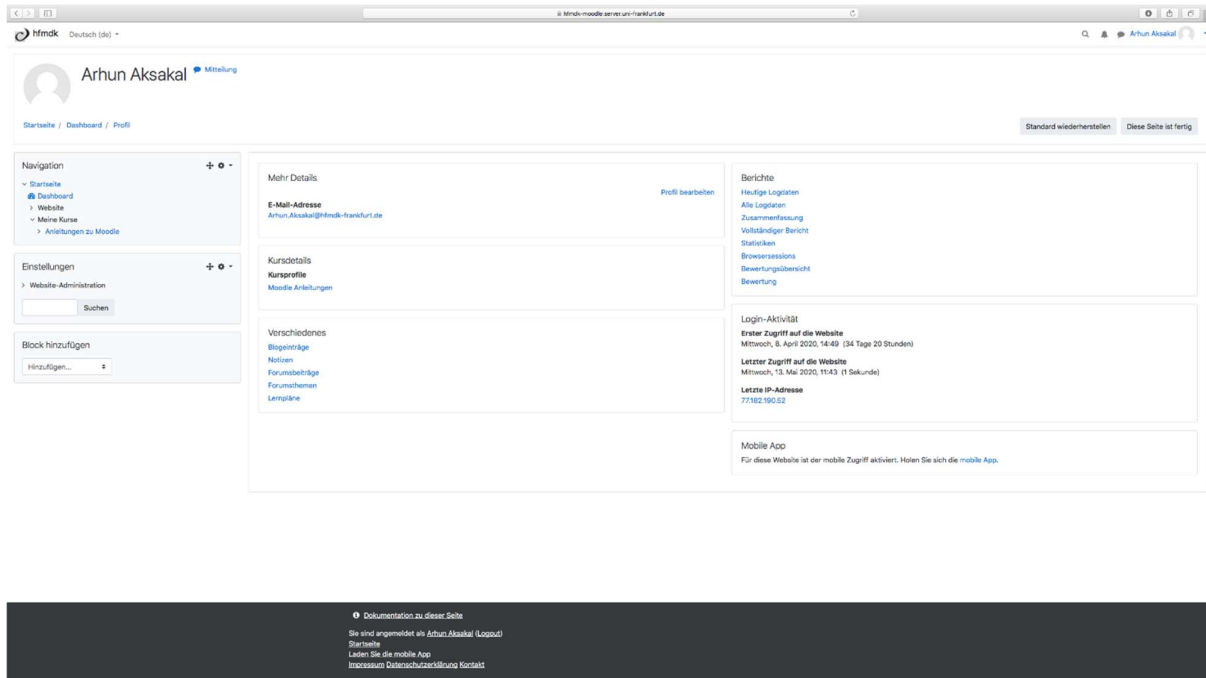 hfmdk-moodle.server.uni-frankfurt.de
hfmdk Deutsch (de) Arhun Aksakal
Arhun Aksakal Mitteilung
Startseite / Dashboard / Profil
Standard wiederherstellen Diese Seite ist fertig
Navigation
Startseite
Dashboard
Website
Meine Kurse
Anleitungen zu Moodle
Einstellungen
Website-Administration
Suchen
Block hinzufügen
Hinzufügen...
Mehr Details
Profil bearbeiten
E-Mail-Adresse
Arhun.Aksakal@hfmdk-frankfurt.de
Kursdetails
Kursprofile
Moodle Anleitungen
Verschiedenes
Blogeinträge
Notizen
Forumsbeiträge
Forumsthemen
Lernpläne
Berichte
Heutige Logdaten
Alle Logdaten
Zusammenfassung
Vollständiger Bericht
Statistiken
Browsersessions
Bewertungsübersicht
Bewertung
Login-Aktivität
Erster Zugriff auf die Website
Mittwoch, 8. April 2020, 14:49 (34 Tage 20 Stunden)
Letzter Zugriff auf die Website
Mittwoch, 13. Mai 2020, 11:43 (1 Sekunde)
Letzte IP-Adresse
77.182.190.52
Mobile App
Für diese Website ist der mobile Zugriff aktiviert. Holen Sie sich die mobile App.
Dokumentation zu dieser Seite
Sie sind angemeldet als Arhun Aksakal (Logout)
Startseite
Laden Sie die mobile App
Impressum Datenschutzerklärung Kontakt